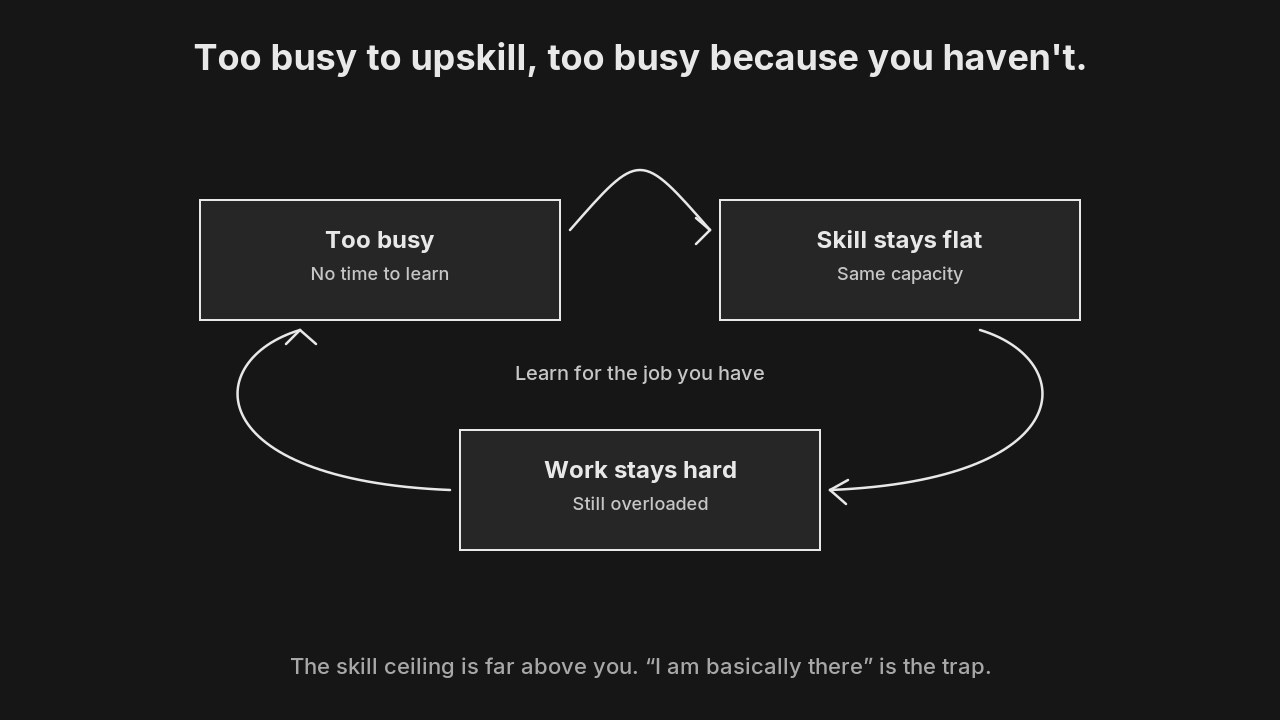 Too busy to upskill, too busy because you haven't.
Too busy
No time to learn
Skill stays flat
Same capacity
Learn for the job you have
Work stays hard
Still overloaded
The skill ceiling is far above you. “I am basically there” is the trap.